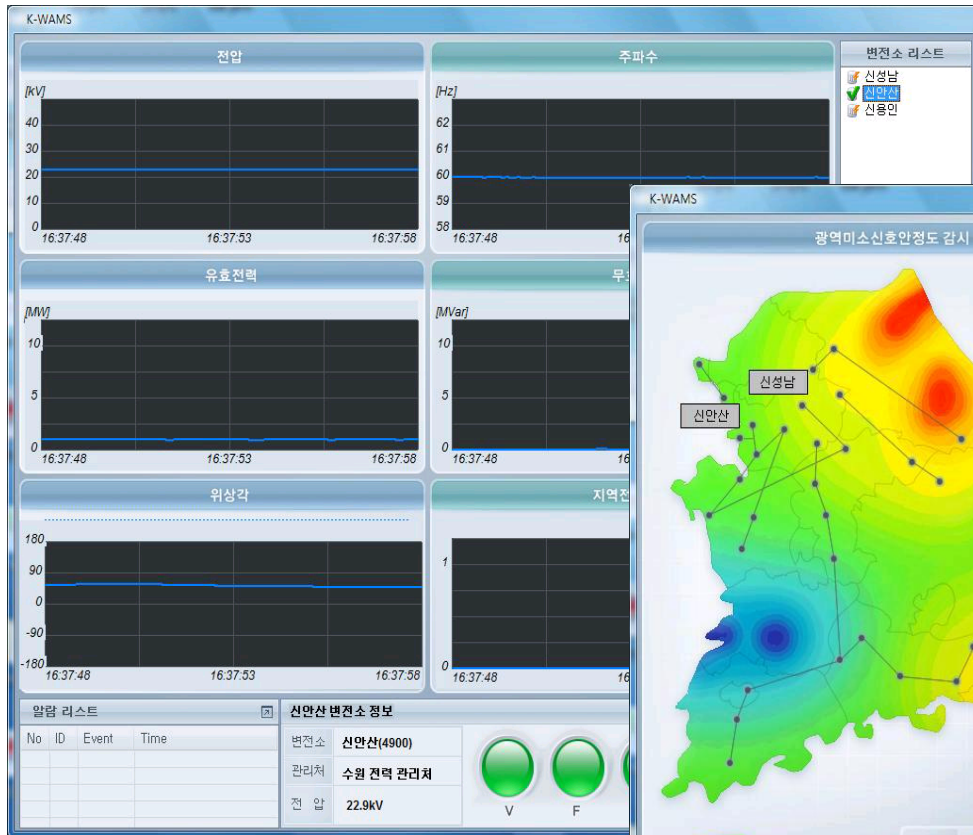 K-WAMS
전압
[kV]
40
30
20
10
0
16:37:48 16:37:53 16:37:58
주파수
[Hz]
62
61
60
59
58
16:37:48 16
변전소 리스트
신성남
신안산
신용인
유효전력
[MW]
10
5
0
16:37:48 16:37:53 16:37:58
무
[MVar]
10
5
0
16:37:48 16
위상각
180
90
0
-90
-180
16:37:48 16:37:53 16:37:58
지역전
1
0
16:37:48 16
알람 리스트
No ID Event Time
신안산 변전소 정보
변전소 신안산(4900)
관리처 수원 전력 관리처
전 압 22.9kV
V F
K-WAMS
광역미소신호안정도 감시
신성남
신안산